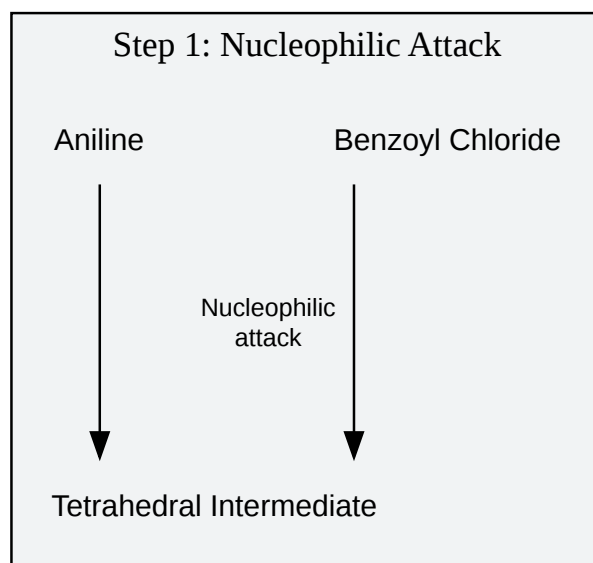 Step 1: Nucleophilic Attack
Aniline
Benzoyl Chloride
Nucleophilic
attack
Tetrahedral Intermediate